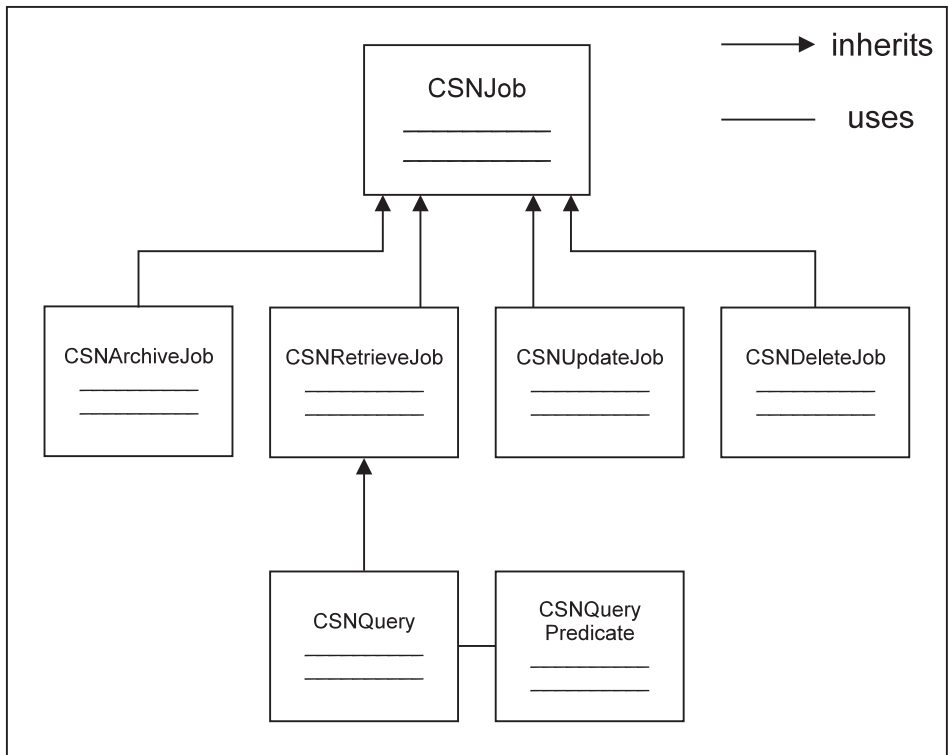 inherits
CSNJob
uses
CSNArchiveJob
CSNRetrieveJob
CSNUpdateJob
CSNDeleteJob
CSNQuery
CSNQuery
Predicate